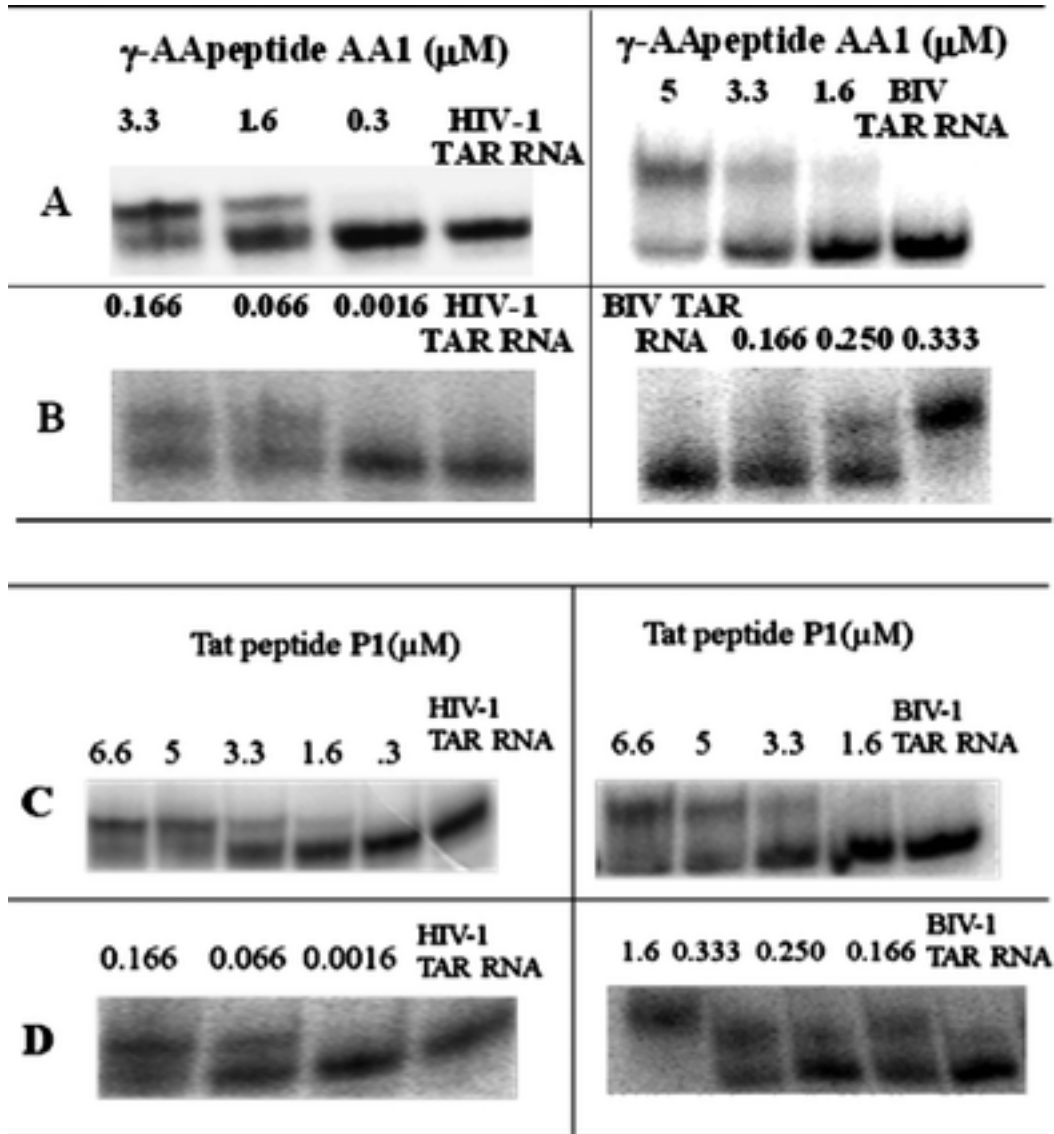 γ-AApeptide AA1 (μM)
3.3 1.6 0.3 HIV-1
TAR RNA
γ-AApeptide AA1 (μM)
5 3.3 1.6 BIV
TAR RNA
A
0.166 0.066 0.0016 HIV-1
TAR RNA
BIV TAR
RNA 0.166 0.250 0.333
B
Tat peptide P1(μM)
HIV-1
6.6 5 3.3 1.6 .3 TAR RNA
Tat peptide P1(μM)
BIV-1
6.6 5 3.3 1.6 TAR RNA
C
HIV-1
0.166 0.066 0.0016 TAR RNA
BIV-1
1.6 0.333 0.250 0.166 TAR RNA
D